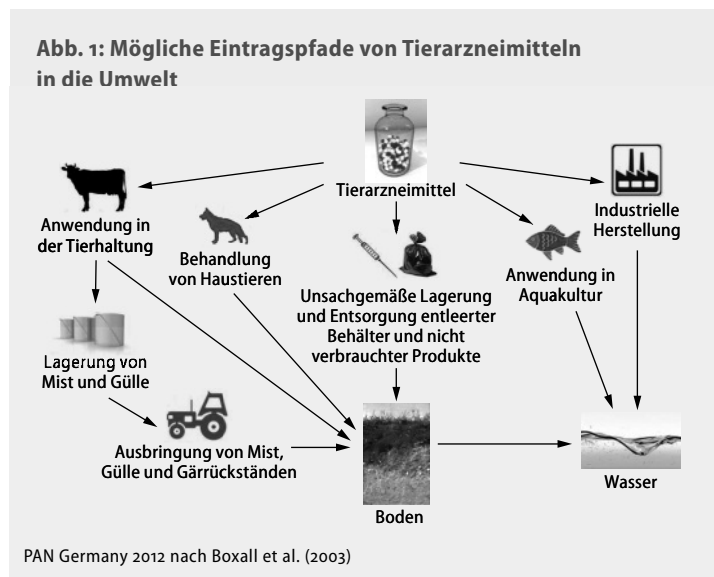 Abb. 1: Mögliche Eintragspfade von Tierarzneimitteln
in die Umwelt
Tierarzneimittel
Anwendung in
der Tierhaltung
Behandlung
von Haustieren
Unsachgemäße Lagerung
und Entsorgung entleerter
Behälter und nicht
verbrauchter Produkte
Anwendung in
Aquakultur
Industrielle
Herstellung
Lagerung von
Mist und Gülle
Ausbringung von Mist,
Gülle und Gärrückständen
Boden
Wasser
PAN Germany 2012 nach Boxall et al. (2003)